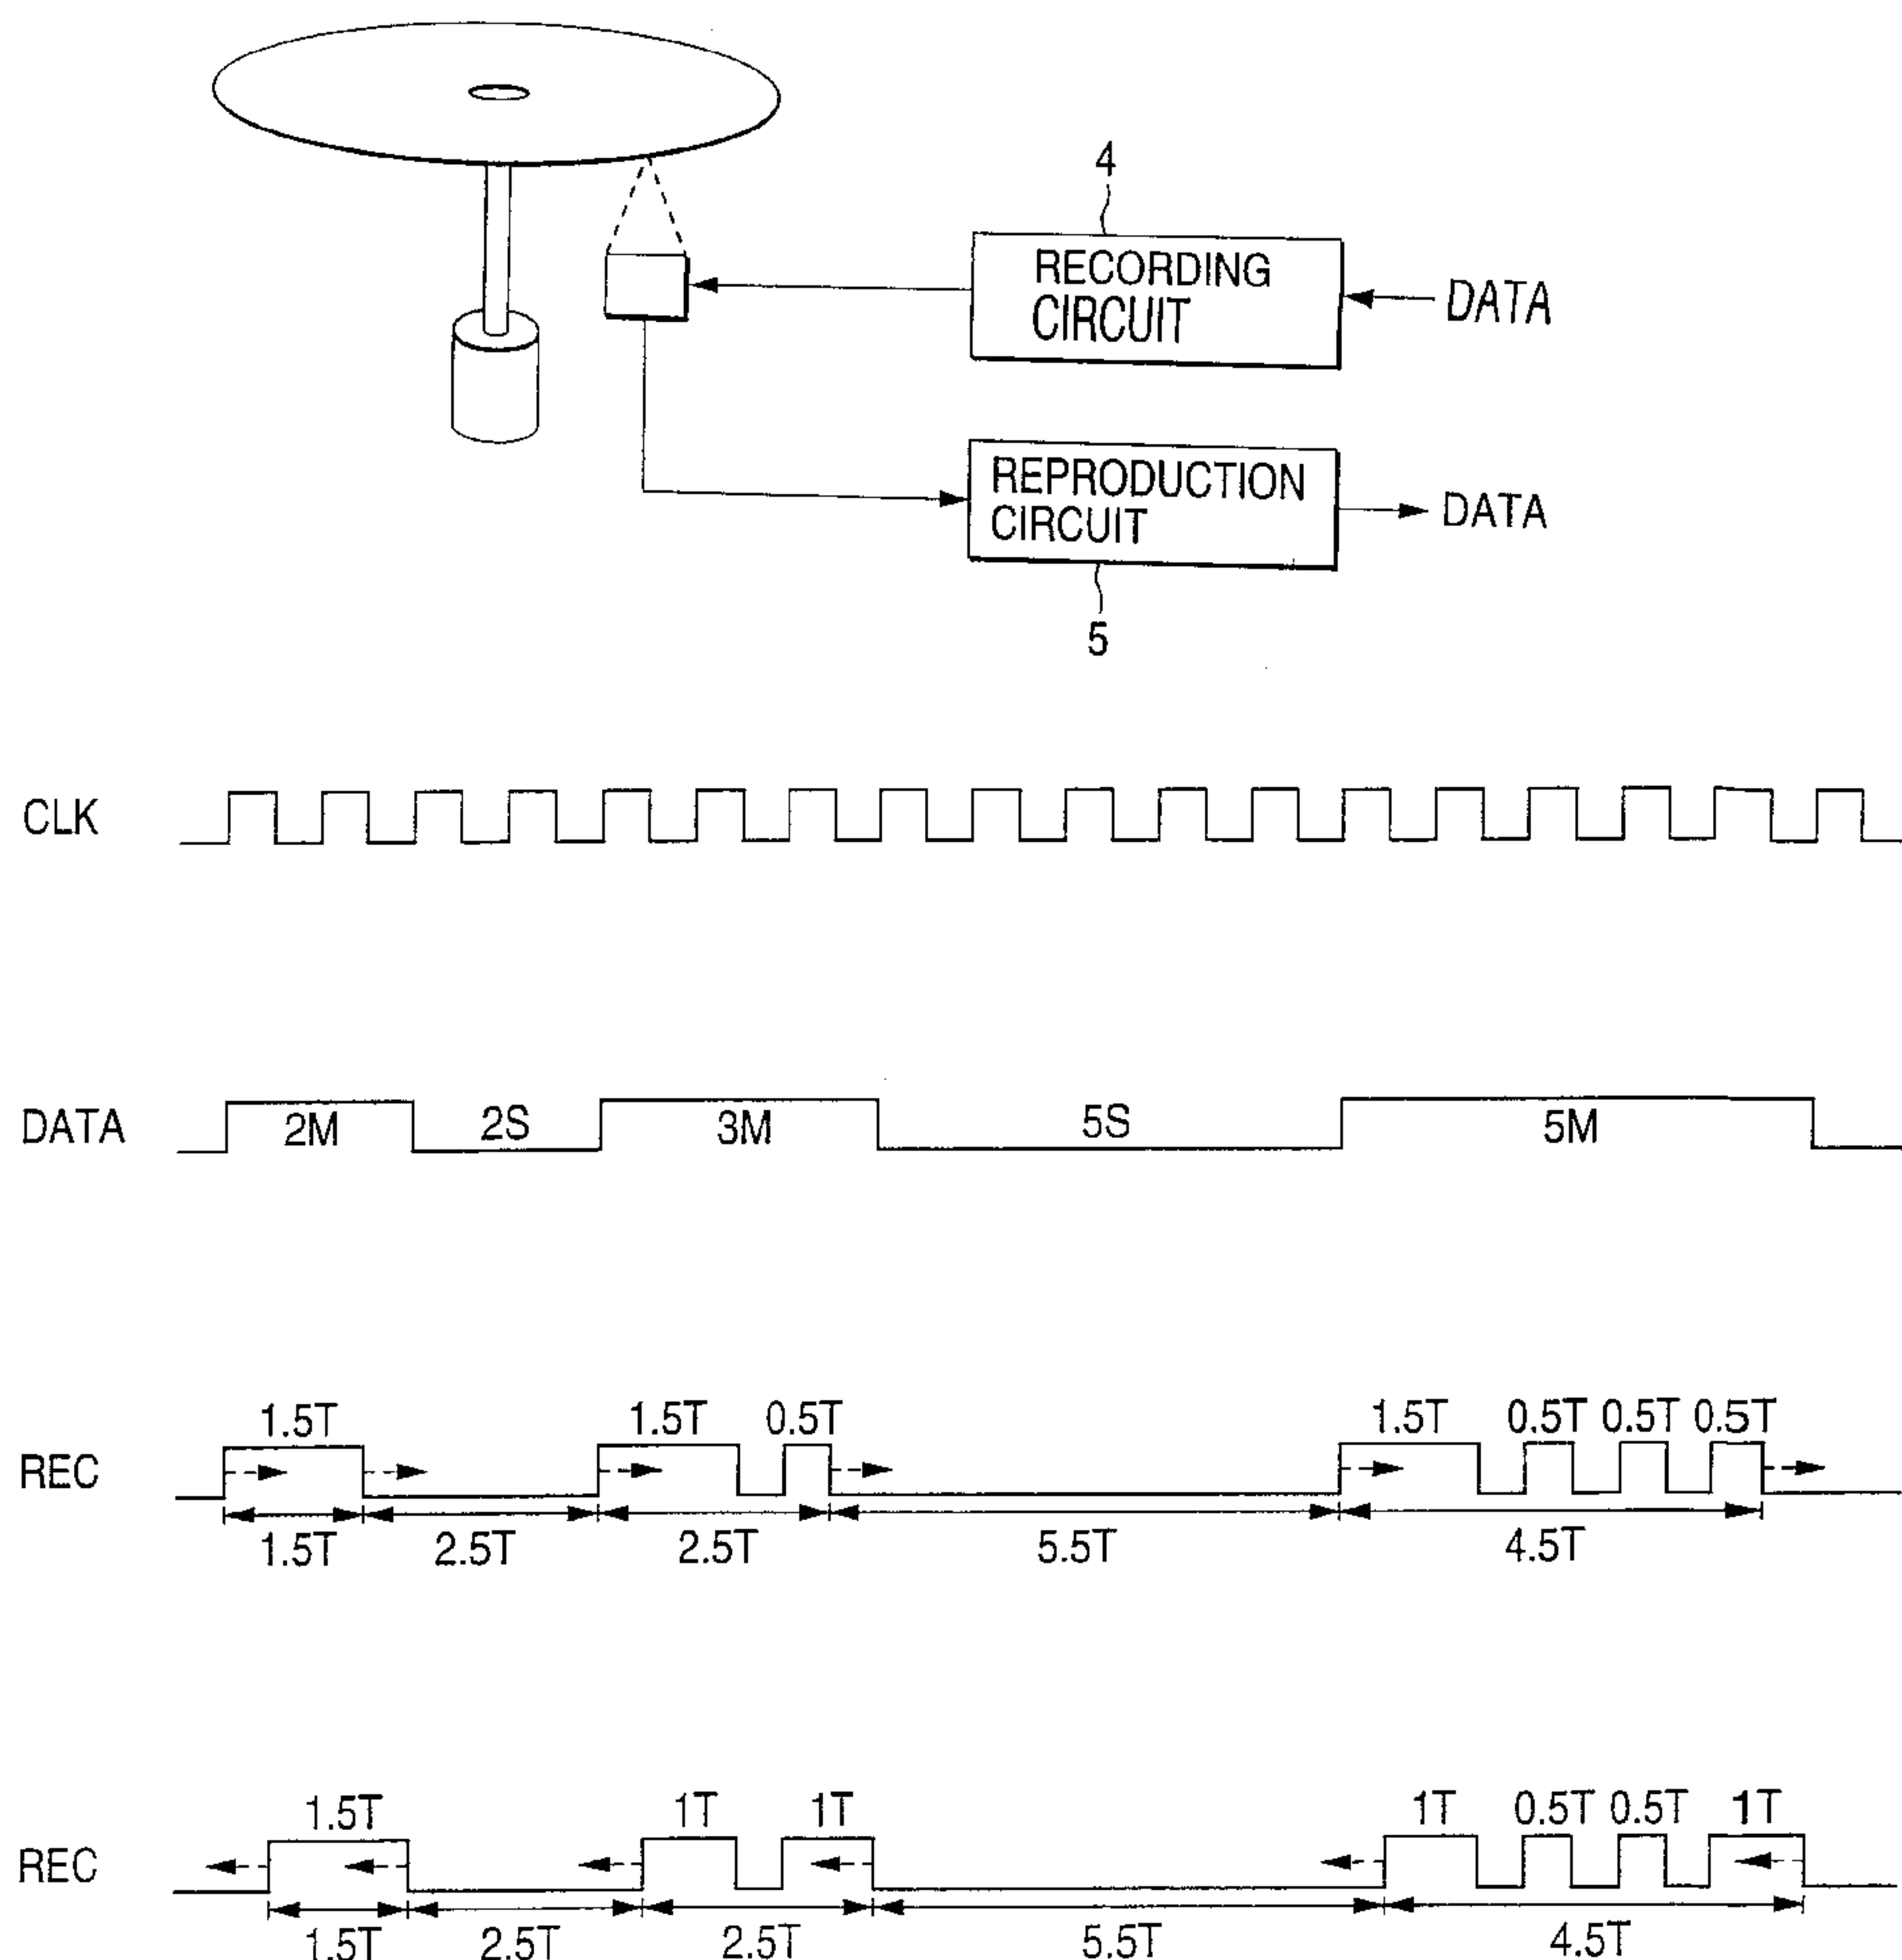 4
RECORDING
CIRCUIT
DATA
REPRODUCTION
CIRCUIT
DATA
5
CLK
DATA 2M 2S 3M 5S 5M
1.5T 1.5T 0.5T 1.5T 0.5T 0.5T 0.5T
REC
1.5T 2.5T 2.5T 5.5T 4.5T
1.5T 1T 1T 1T 0.5T 0.5T 1T
REC
1.5T 2.5T 2.5T 5.5T 4.5T